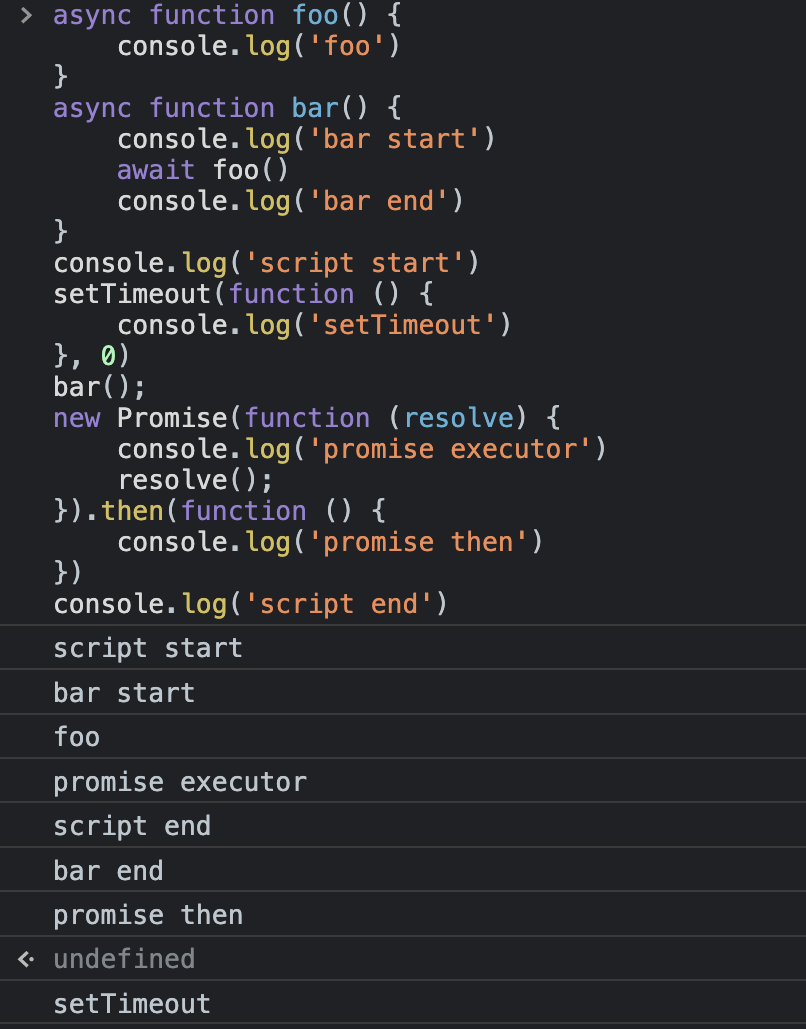 > async function foo() {
    console.log('foo')
}
async function bar() {
    console.log('bar start')
    await foo()
    console.log('bar end')
}
console.log('script start')
setTimeout(function () {
    console.log('setTimeout')
}, 0)
bar();
new Promise(function (resolve) {
    console.log('promise executor')
    resolve();
}).then(function () {
    console.log('promise then')
})
console.log('script end')
script start
bar start
foo
promise executor
script end
bar end
promise then
undefined
setTimeout